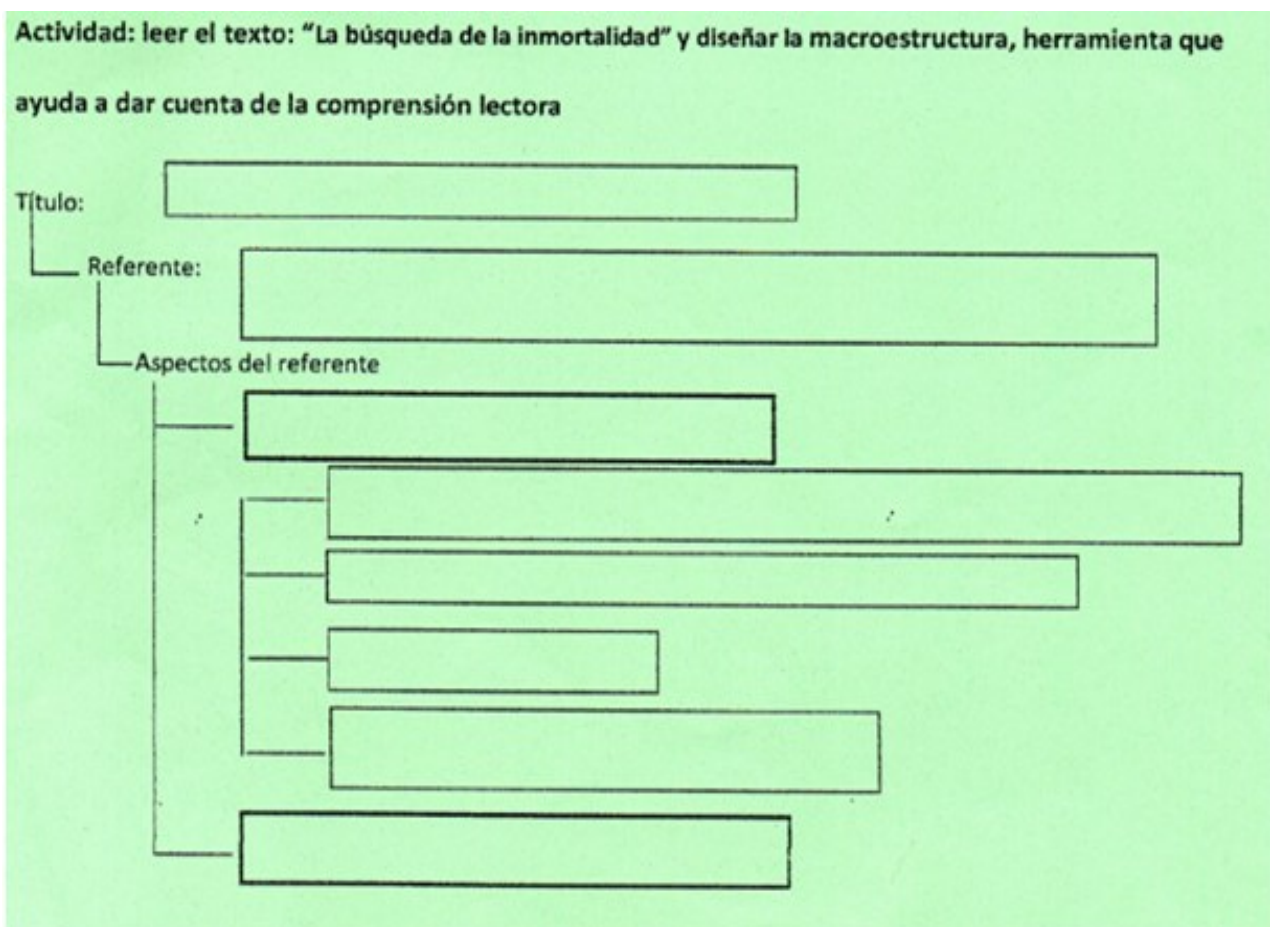 Actividad: leer el texto: “La búsqueda de la inmortalidad” y diseñar la macroestructura, herramienta que
ayuda a dar cuenta de la comprensión lectora
Título:
Referente:
Aspectos del referente